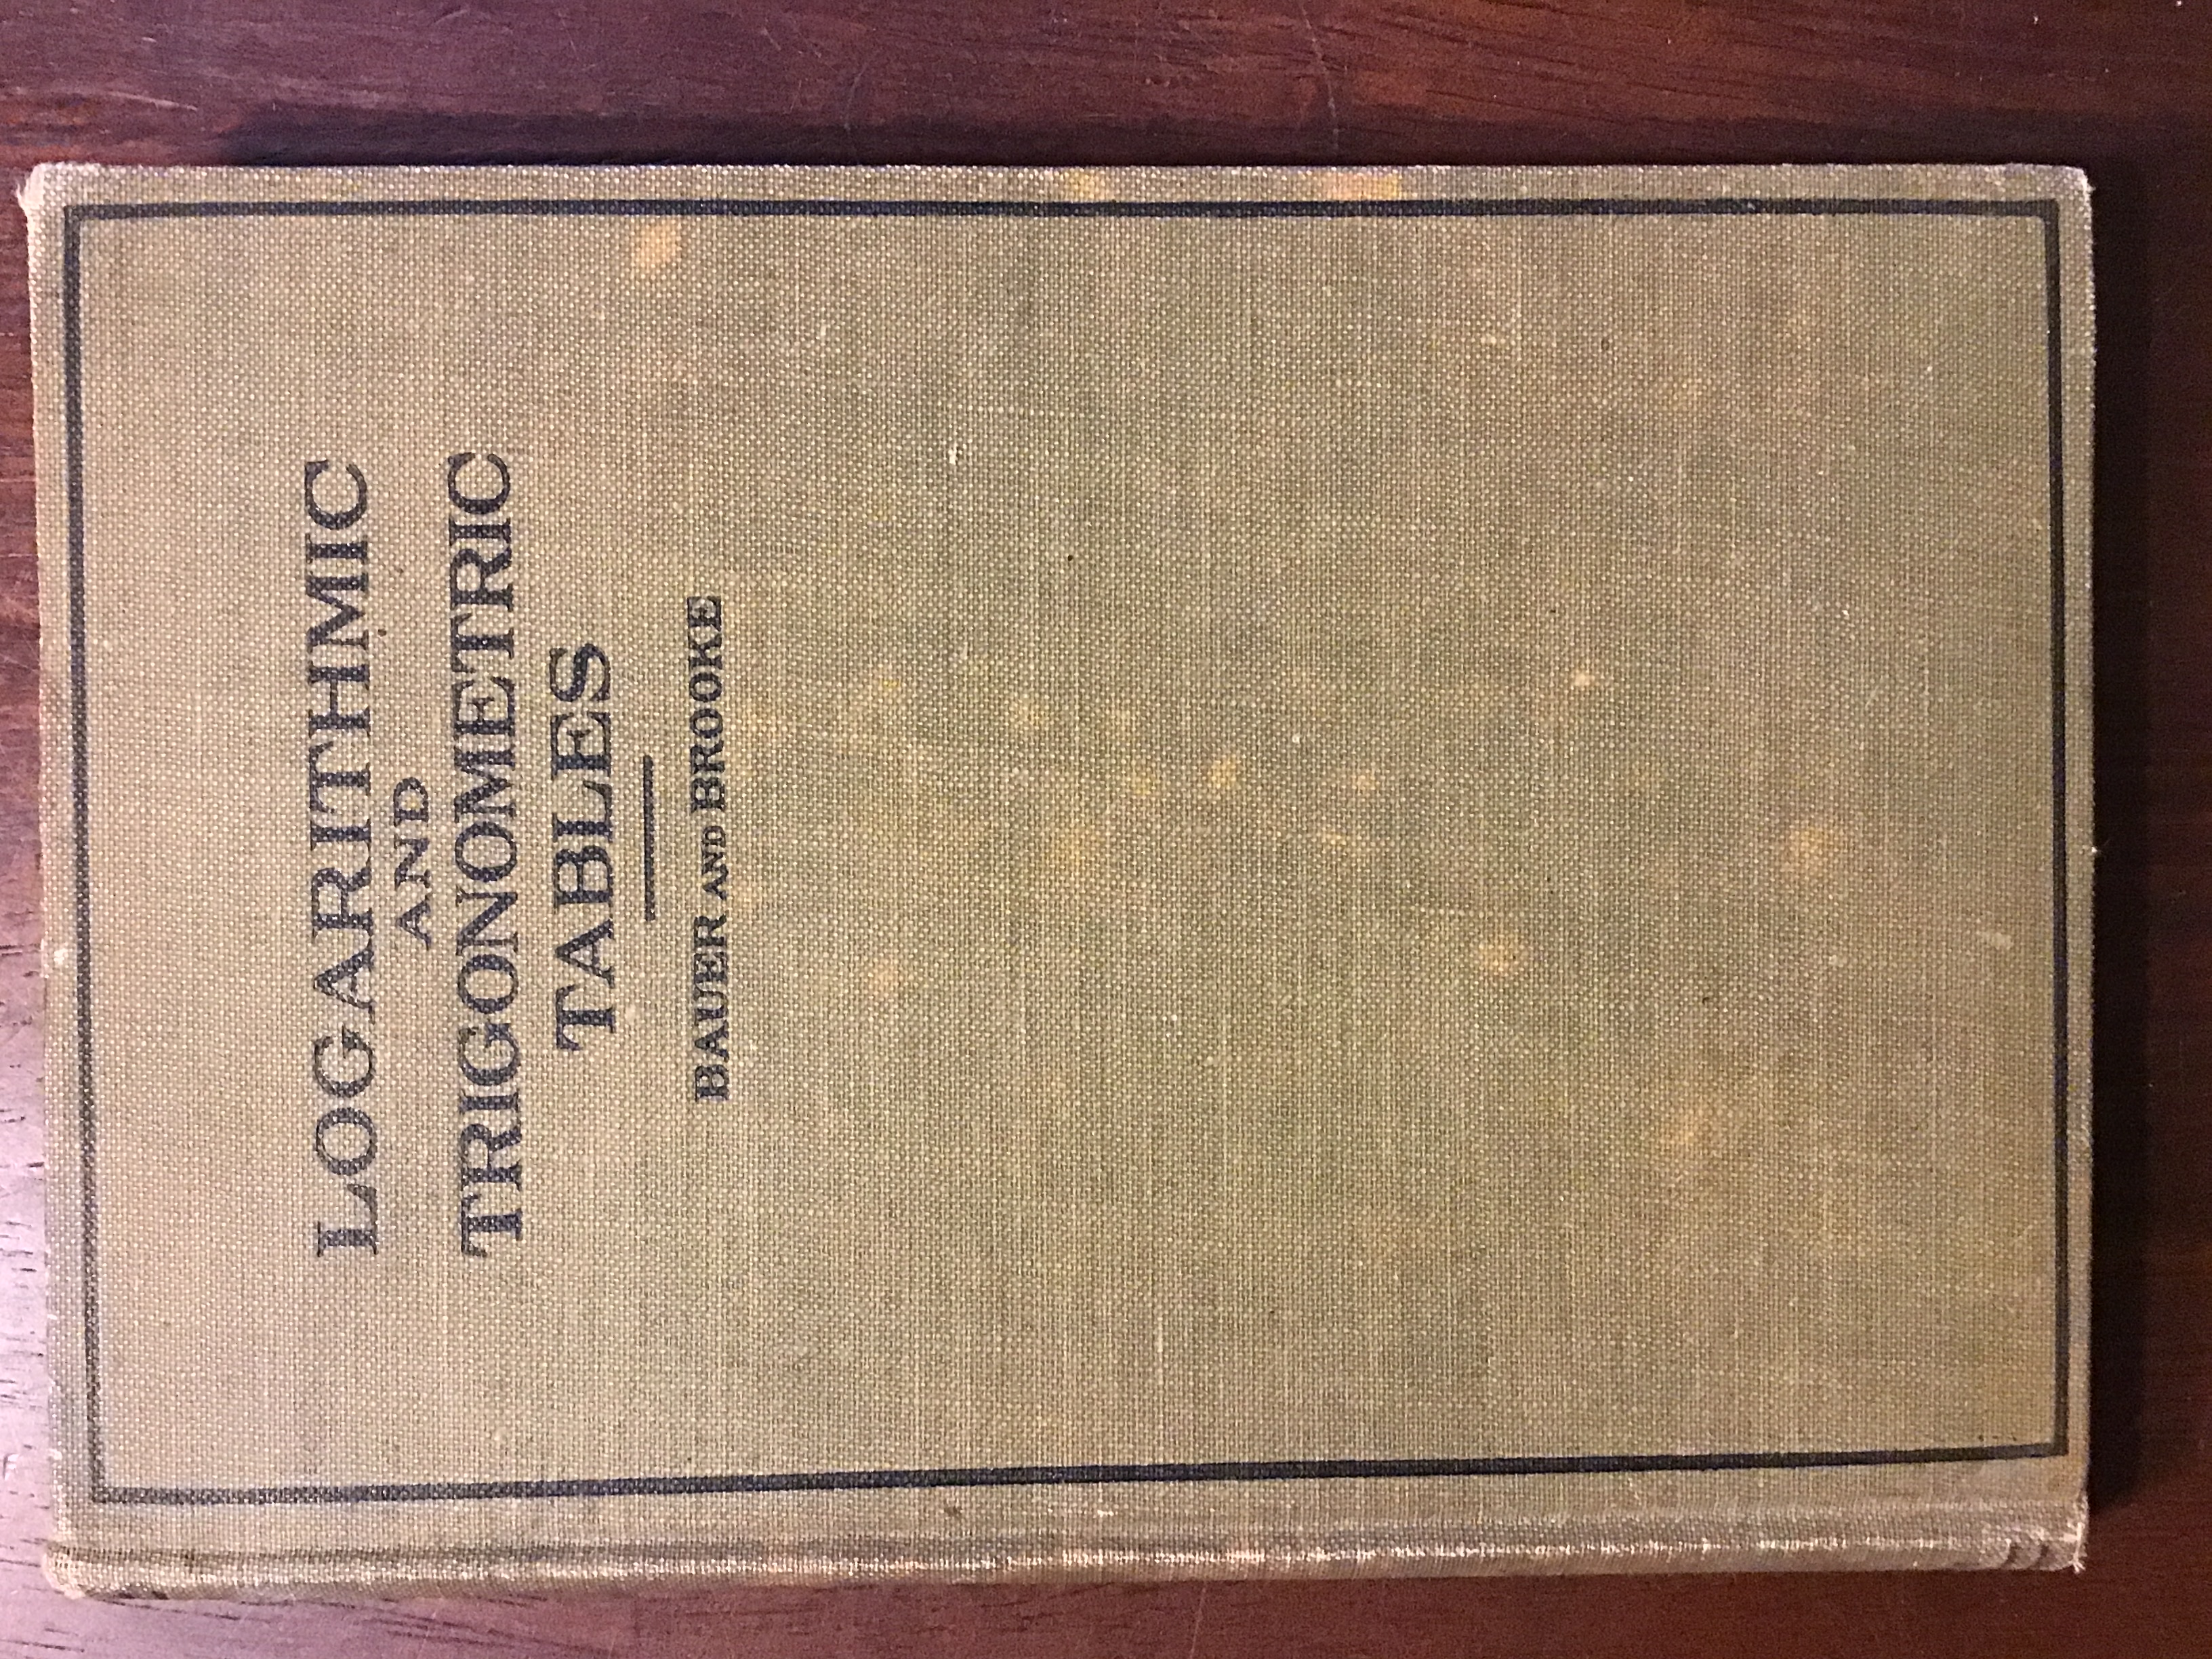 LOGARITHMIC
AND
TRIGONOMETRIC
TABLES
BAUER AND BROOKE